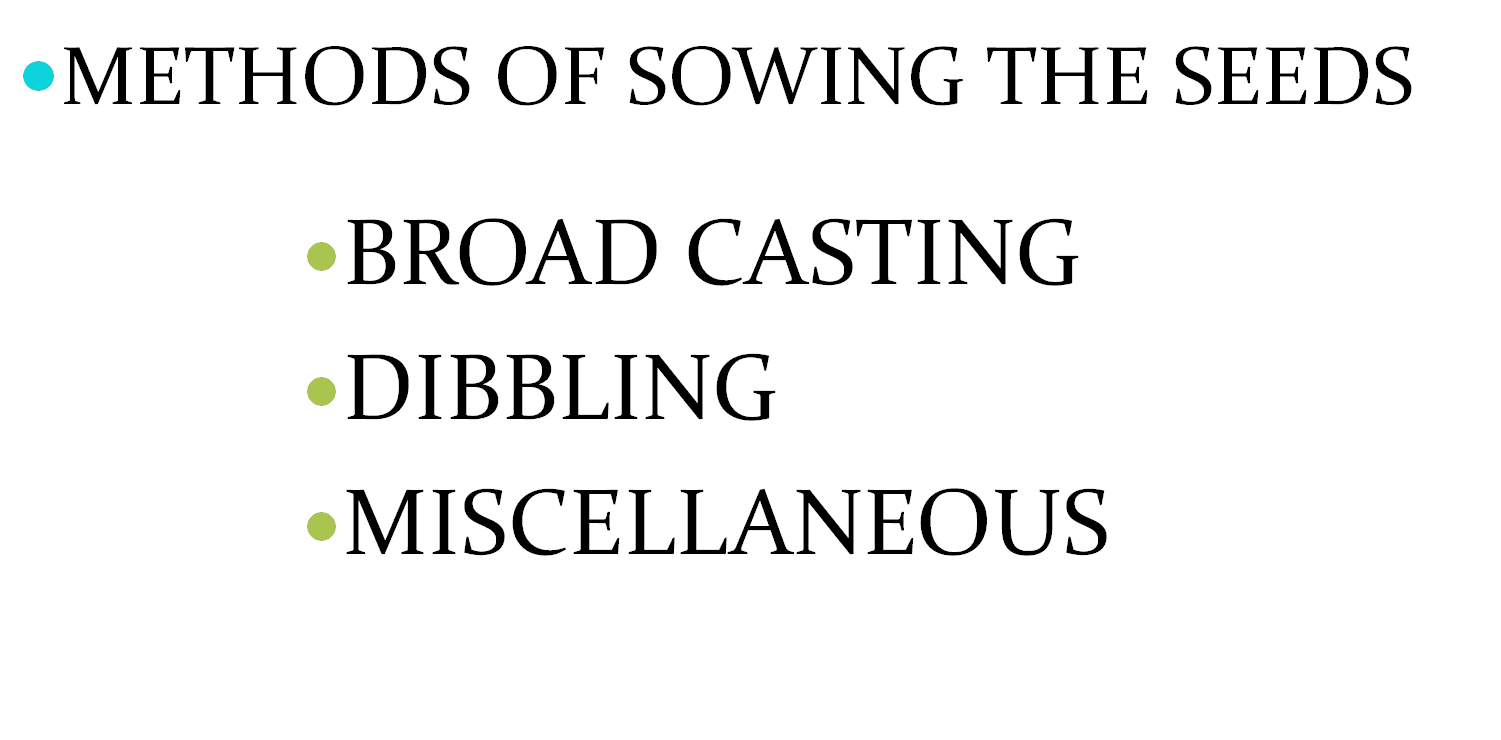 •METHODS OF SOWING THE SEEDS
•BROAD CASTING
•DIBBLING
•MISCELLANEOUS